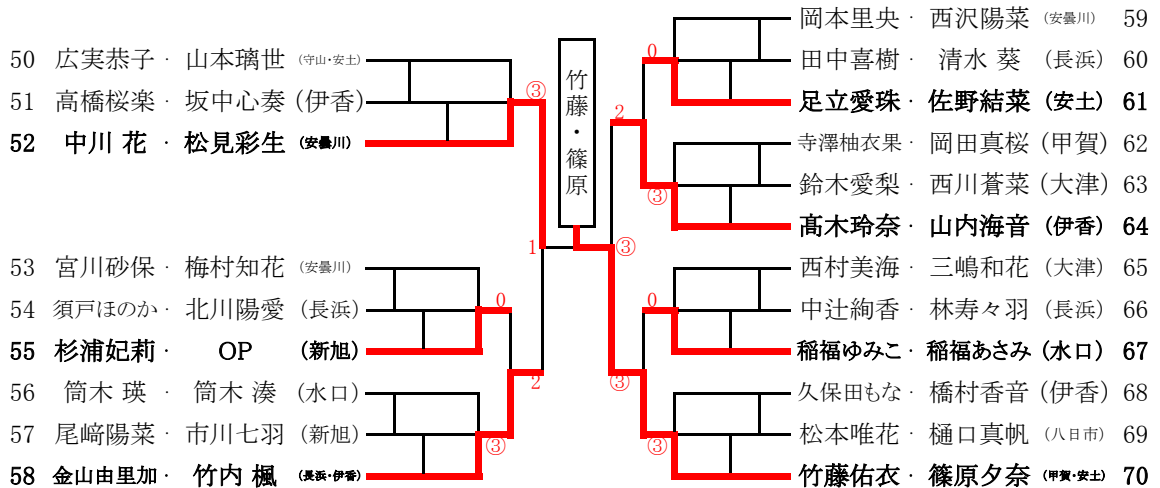 50 広実恭子・山本璃世 (守山・安土)
51 高橋桜楽・坂中心奏 (伊香)
52 中川 花・松見彩生 (安曇川)
③
53 宮川砂保・梅村知花 (安曇川)
54 須戸ほのか・北川陽愛 (長浜)
0
55 杉浦妃莉・OP (新旭)
56 筒木 瑛・筒木 湊 (水口)
57 尾﨑陽菜・市川七羽 (新旭)
③
58 金山由里加・竹内 楓 (長浜・伊香)
2
1
竹藤・篠原
③
岡本里央・西沢陽菜 (安曇川) 59
0
田中喜樹・清水 葵 (長浜) 60
足立愛珠・佐野結菜 (安土) 61
2
寺澤柚衣果・岡田真桜 (甲賀) 62
鈴木愛梨・西川蒼菜 (大津) 63
③
髙木玲奈・山内海音 (伊香) 64
西村美海・三嶋和花 (大津) 65
0
中辻絢香・林寿々羽 (長浜) 66
稲福ゆみこ・稲福あさみ (水口) 67
③
久保田もな・橋村香音 (伊香) 68
松本唯花・樋口真帆 (八日市) 69
③
竹藤佑衣・篠原夕奈 (甲賀・安土) 70